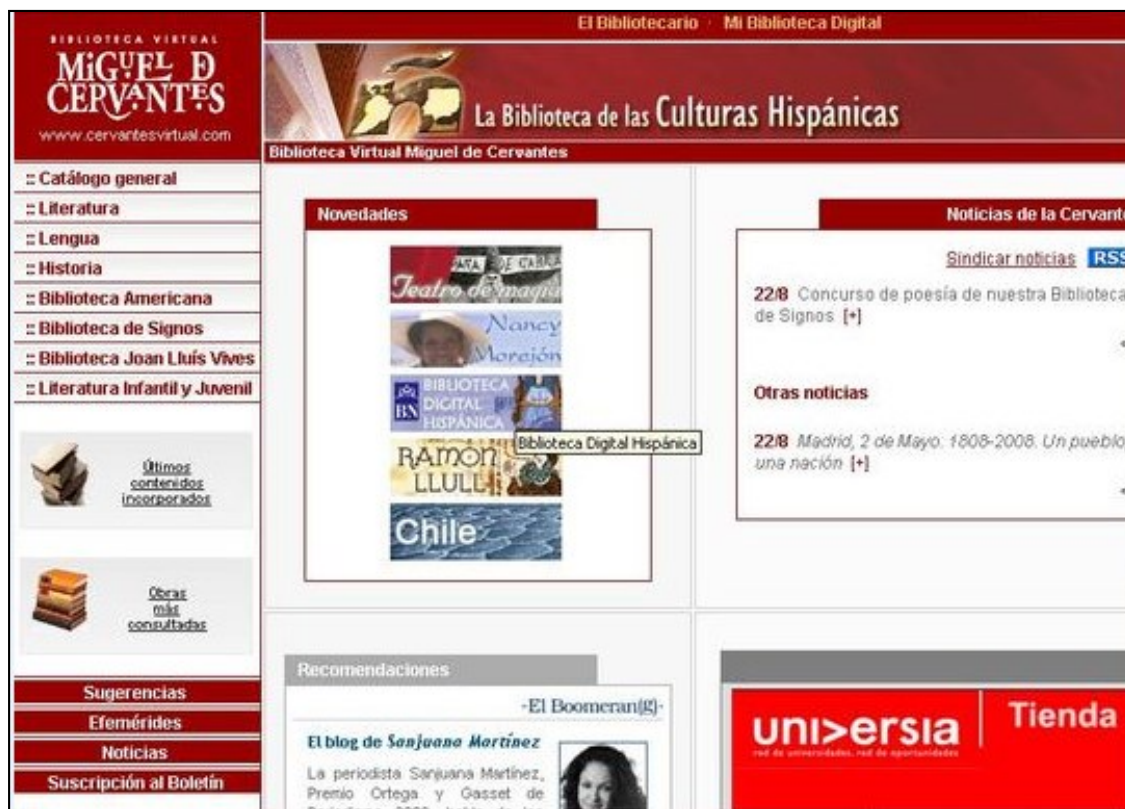 BIBLIOTECA VIRTUAL
MiGUEL D
CERVANTES
www.cervantesvirtual.com
El Bibliotecario · Mi Biblioteca Digital
La Biblioteca de las Culturas Hispánicas
Biblioteca Virtual Miguel de Cervantes
:: Catálogo general
:: Literatura
:: Lengua
:: Historia
:: Biblioteca Americana
:: Biblioteca de Signos
:: Biblioteca Joan Lluís Vives
:: Literatura Infantil y Juvenil
Últimos
contenidos
incorporados
Obras
más
consultadas
Sugerencias
Efemérides
Noticias
Suscripción al Boletín
Novedades
PATA DE CABRA
Teatro de magia
Nancy
Morejón
BN
BIBLIOTECA
DIGITAL
HISPÁNICA
Biblioteca Digital Hispánica
RAMON
LLULL
Chile
Noticias de la Cervant
Sindicar noticias RSS
22/8 Concurso de poesía de nuestra Biblioteca
de Signos [+]
Otras noticias
22/8 Madrid, 2 de Mayo. 1808-2008. Un pueblo
una nación [+]
Recomendaciones
-El Boomeran(g)-
El blog de Sanjuana Martínez
La periodista Sanjuana Martínez,
Premio Ortega y Gasset de
uni>ersia
red de universidades, red de oportunidades
Tienda